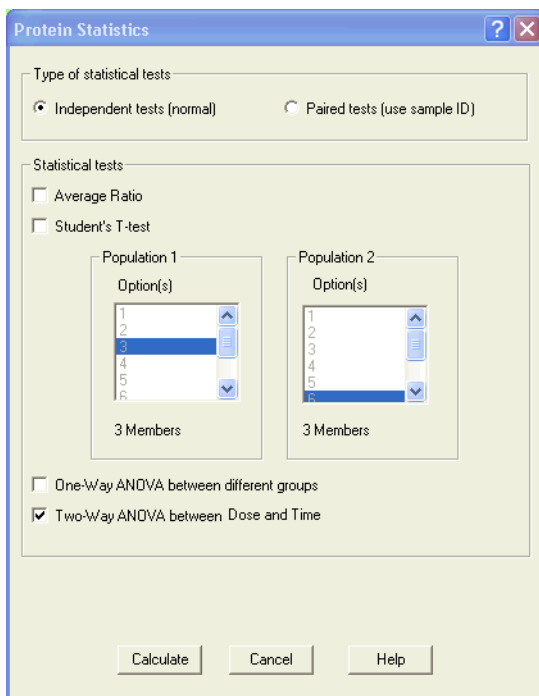 Protein Statistics
Type of statistical tests
Independent tests (normal) Paired tests (use sample ID)
Statistical tests
Average Ratio
Student's T-test
Population 1 Population 2
Option(s) Option(s)
1 1
2 2
3 3
4 4
5 5
6 6
3 Members 3 Members
One-Way ANOVA between different groups
Two-Way ANOVA between Dose and Time
Calculate Cancel Help